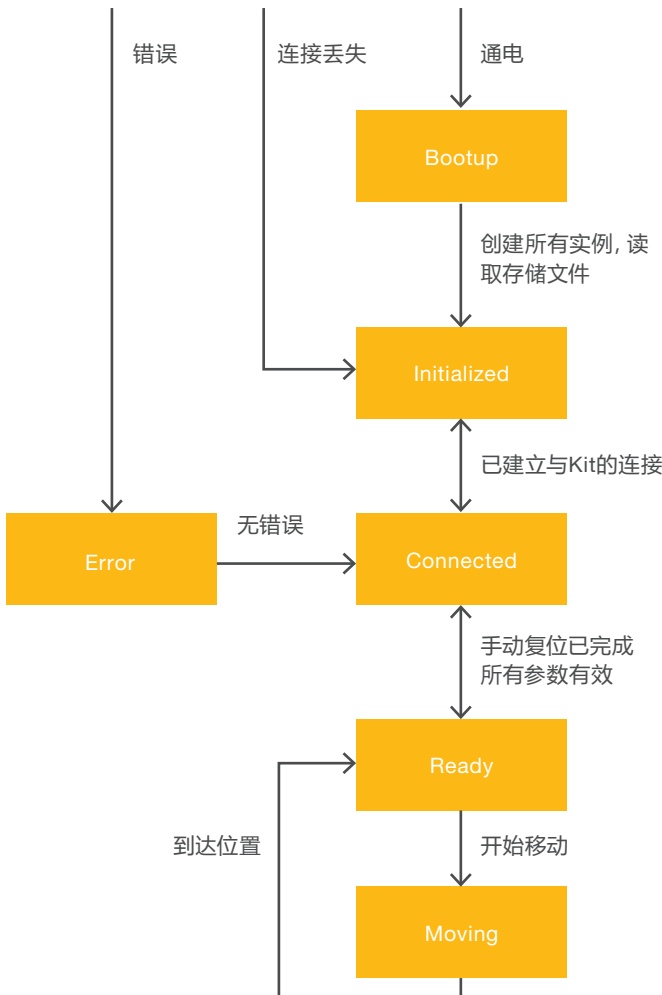 错误
连接丢失
通电
Bootup
创建所有实例, 读
取存储文件
Initialized
已建立与Kit的连接
无错误
Error
Connected
手动复位已完成
所有参数有效
Ready
到达位置
开始移动
Moving